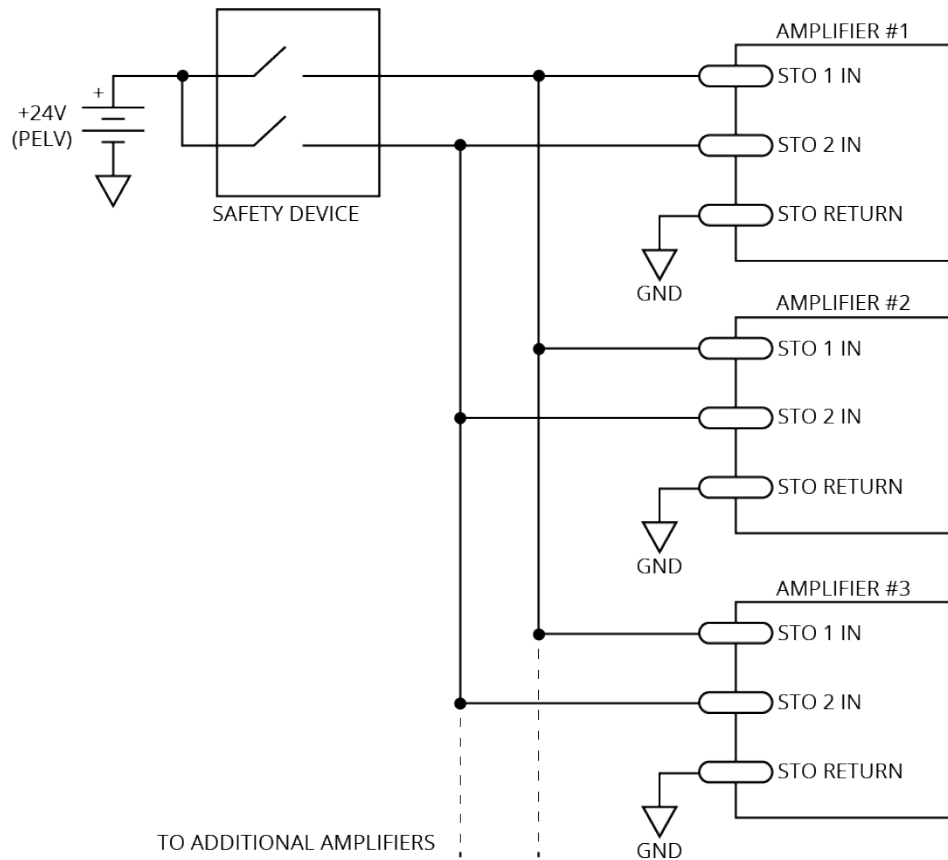 AMPLIFIER #1
STO 1 IN
+
+24V
(PELV)
STO 2 IN
SAFETY DEVICE
STO RETURN
GND
AMPLIFIER #2
STO 1 IN
STO 2 IN
STO RETURN
GND
AMPLIFIER #3
STO 1 IN
STO 2 IN
STO RETURN
TO ADDITIONAL AMPLIFIERS
GND